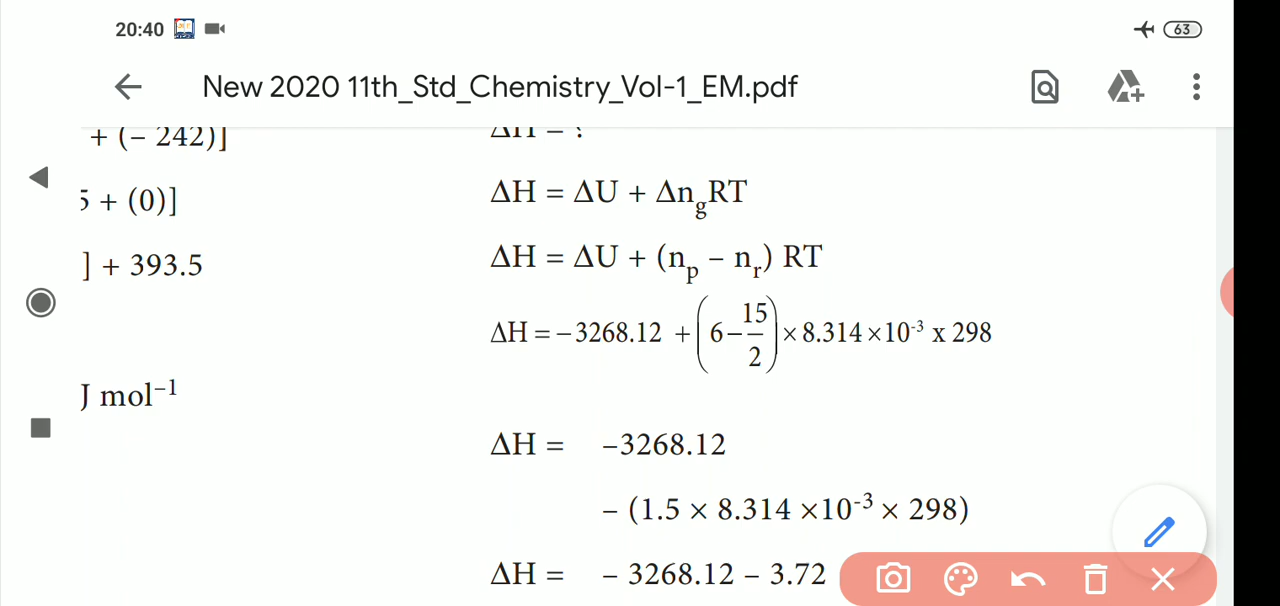 20:40 63
New 2020 11th_Std_Chemistry_Vol-1_EM.pdf
+ (– 242)]
5 + (0)]
] + 393.5
J mol⁻¹
ΔH = ?
ΔH = ΔU + Δn_g RT
ΔH = ΔU + (n_p – n_r) RT
ΔH = – 3268.12 + (6 – 15/2) × 8.314 × 10⁻³ x 298
ΔH = –3268.12
– (1.5 × 8.314 ×10⁻³ × 298)
ΔH = – 3268.12 – 3.72